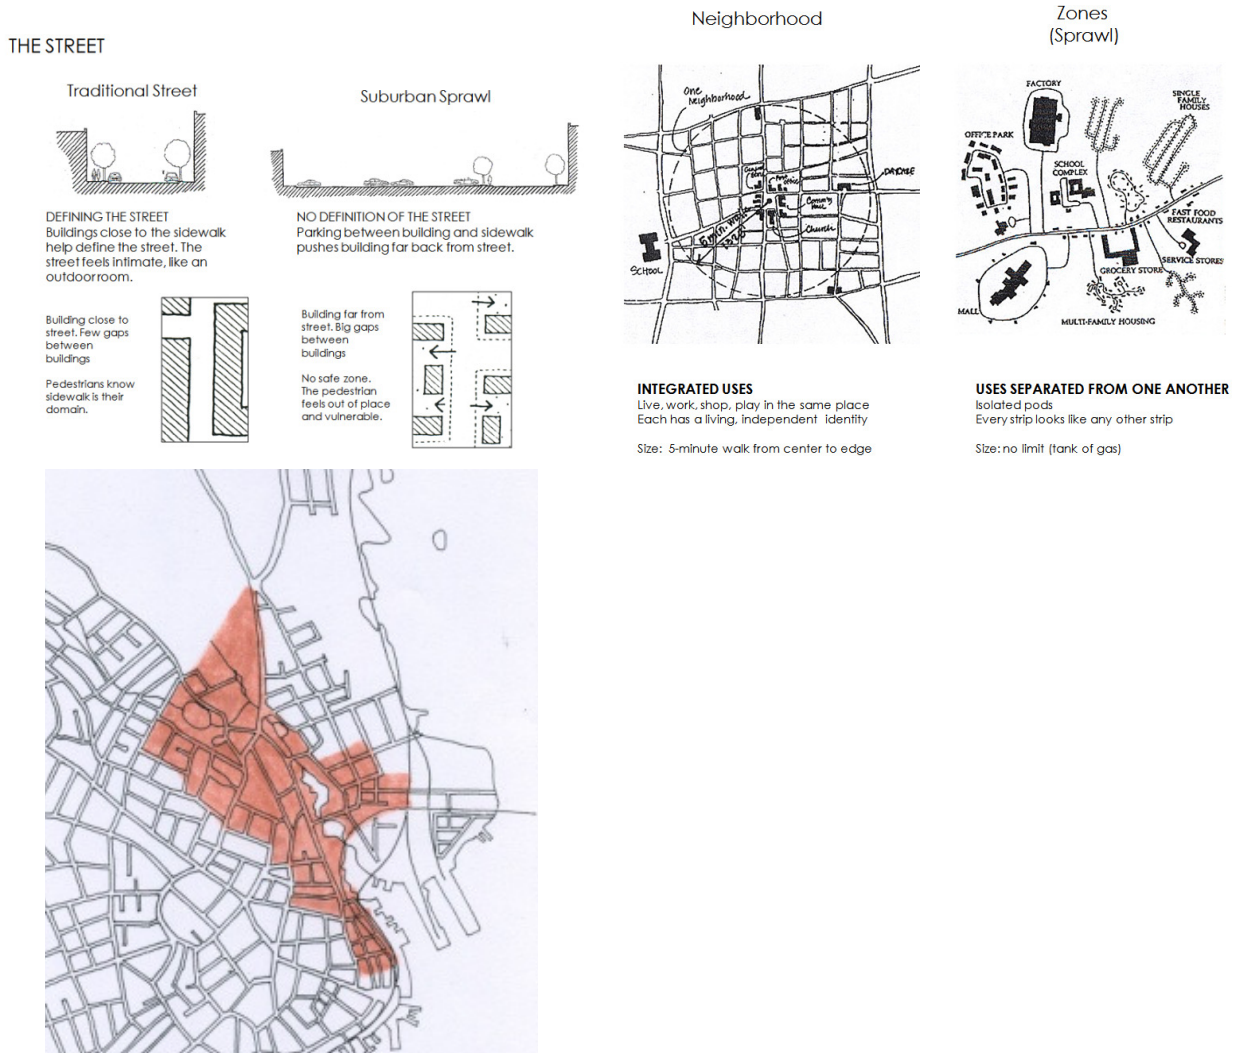 THE STREET
Traditional Street
DEFINING THE STREET
Buildings close to the sidewalk
help define the street. The
street feels intimate, like an
outdoor room.
Building close to
street. Few gaps
between
buildings
Pedestrians know
sidewalk is their
domain.
Suburban Sprawl
NO DEFINITION OF THE STREET
Parking between building and sidewalk
pushes building far back from street.
Building far from
street. Big gaps
between
buildings
No safe zone.
The pedestrian
feels out of place
and vulnerable.
Neighborhood
One
Neighborhood
Church
SCHOOL
INTEGRATED USES
Live, work, shop, play in the same place
Each has a living, independent identity
Size: 5-minute walk from center to edge
Zones
(Sprawl)
FACTORY
SINGLE
FAMILY
HOUSES
OFFICE PARK
SCHOOL
COMPLEX
FAST FOOD
RESTAURANTS
SERVICE STORES
GROCERY STORE
MALL
MULTI-FAMILY HOUSING
USES SEPARATED FROM ONE ANOTHER
Isolated pods
Every strip looks like any other strip
Size: no limit (tank of gas)